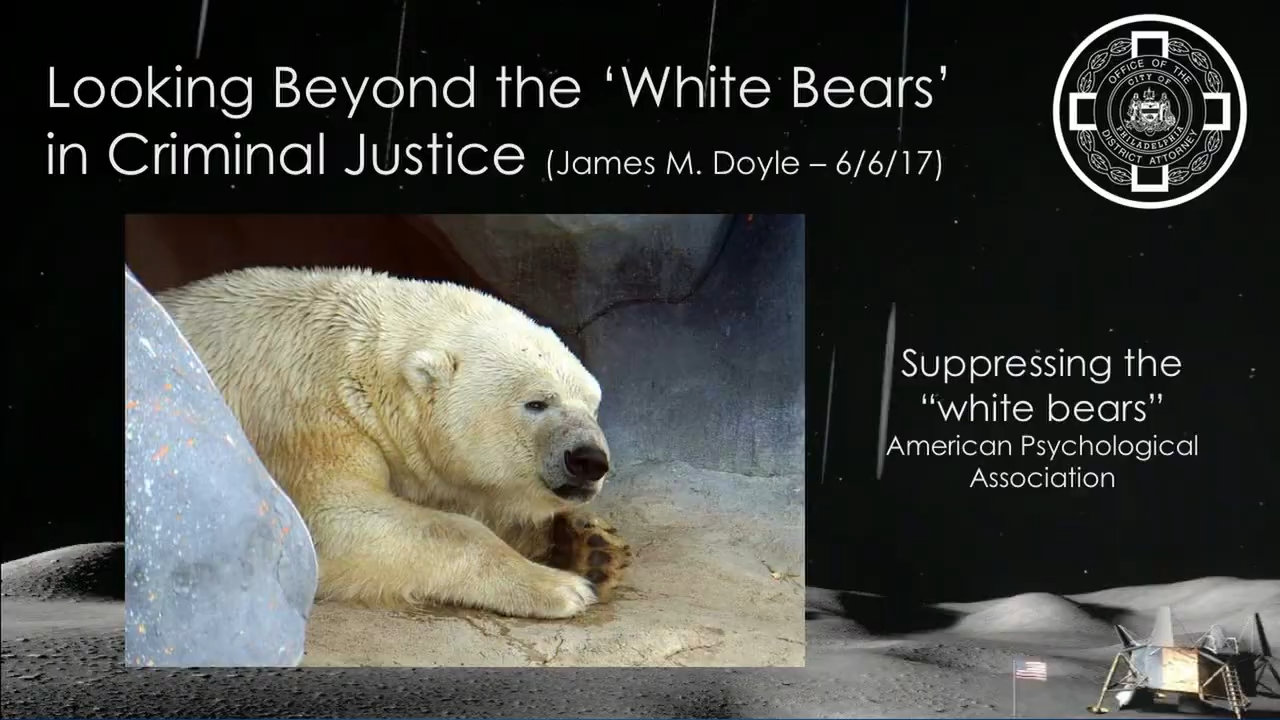 Looking Beyond the ‘White Bears’
in Criminal Justice (James M. Doyle – 6/6/17)
OFFICE OF THE
CITY OF
PHILADELPHIA
DISTRICT ATTORNEY
Suppressing the
“white bears”
American Psychological
Association